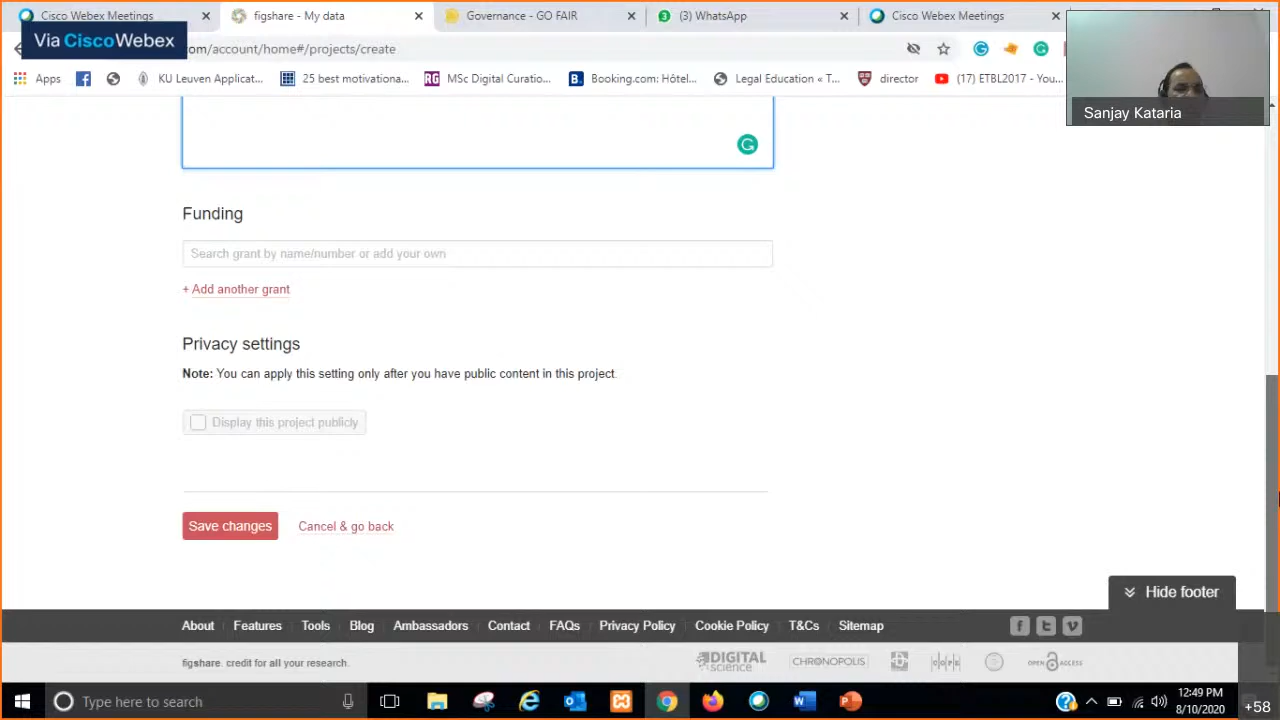 Cisco Webex Meetings
figshare - My data
Governance - GO FAIR
(3) WhatsApp
Cisco Webex Meetings
Via Cisco Webex
com/account/home#/projects/create
Apps
KU Leuven Applicat...
25 best motivationa...
RG
MSc Digital Curatio...
B.
Booking.com: Hôtel...
Legal Education « T...
director
(17) ETBL2017 - You...
Sanjay Kataria
Funding
Search grant by name/number or add your own
+ Add another grant
Privacy settings
Note: You can apply this setting only after you have public content in this project.
Display this project publicly
Save changes
Cancel & go back
Hide footer
About
Features
Tools
Blog
Ambassadors
Contact
FAQs
Privacy Policy
Cookie Policy
T&Cs
Sitemap
figshare. credit for all your research.
DIGITAL science
CHRONOPOLIS
C O P E
OPEN ACCESS
Type here to search
12:49 PM
8/10/2020
+58